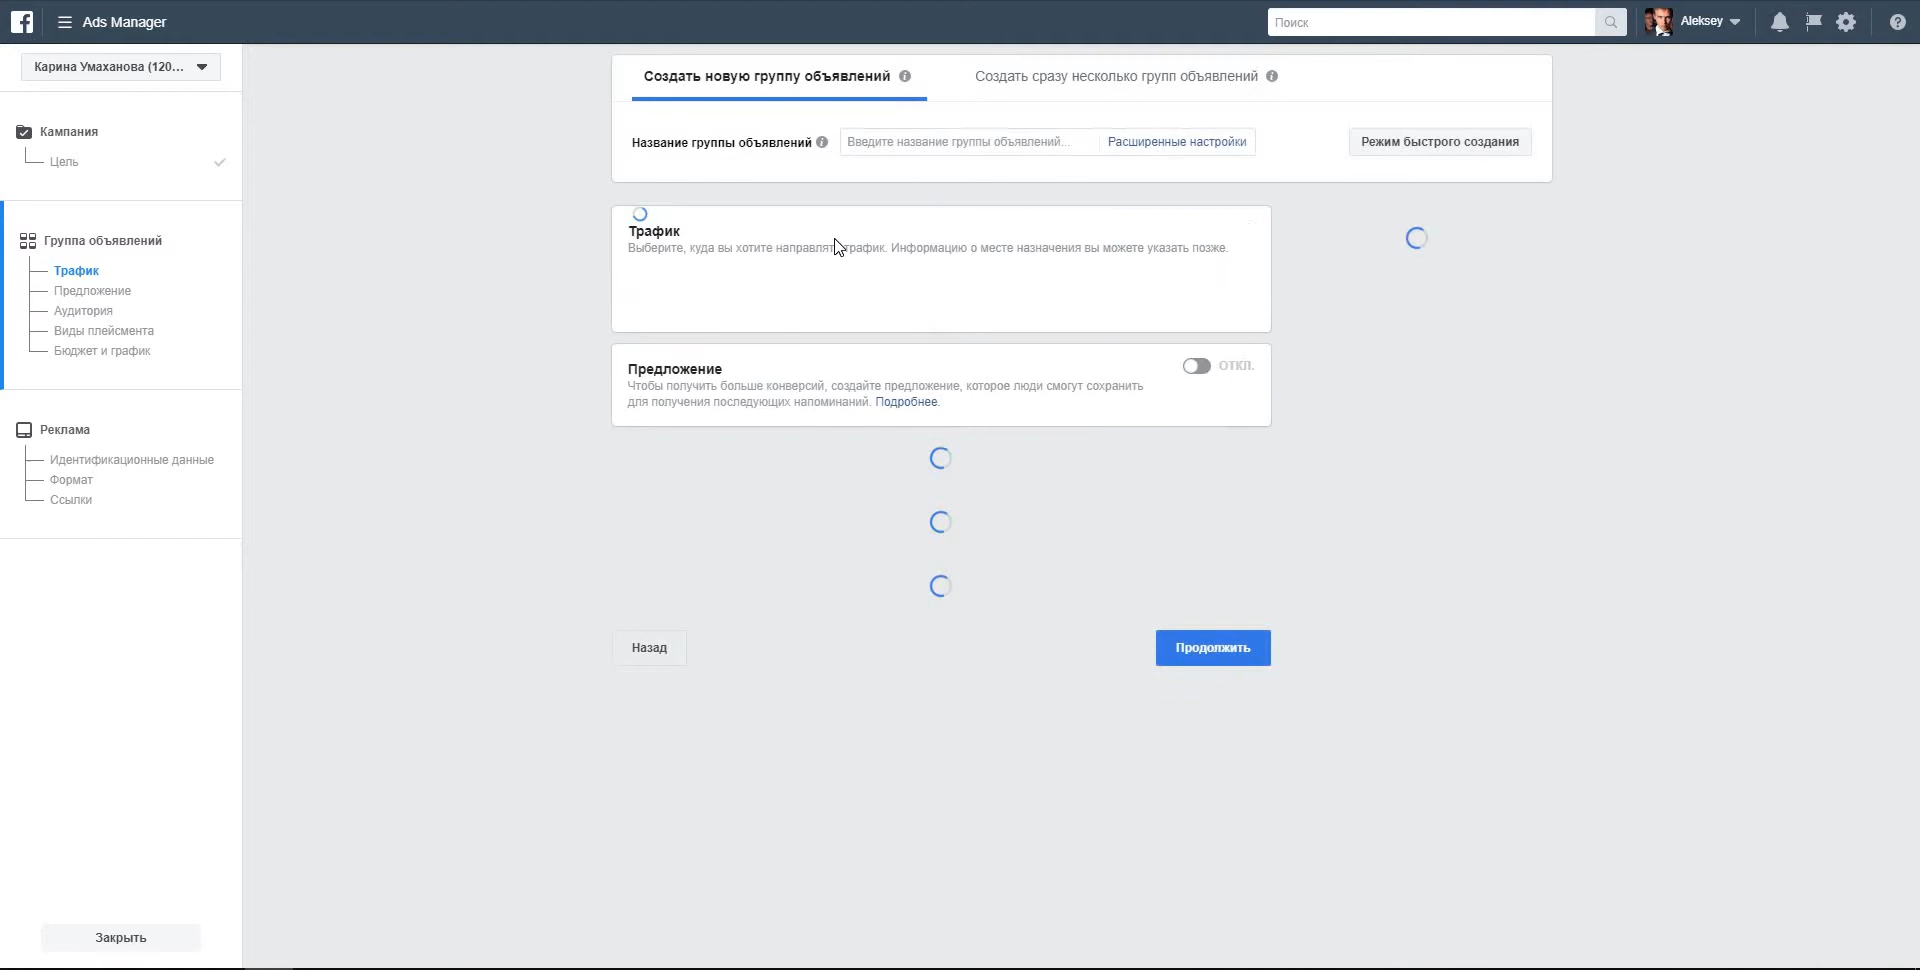 Ads Manager
Поиск
Aleksey
Карина Умаханова (120...
Кампания
Цель
Группа объявлений
Трафик
Предложение
Аудитория
Виды плейсмента
Бюджет и график
Реклама
Идентификационные данные
Формат
Ссылки
Закрыть
Создать новую группу объявлений
Создать сразу несколько групп объявлений
Название группы объявлений
Введите название группы объявлений...
Расширенные настройки
Режим быстрого создания
Трафик
Выберите, куда вы хотите направлять трафик. Информацию о месте назначения вы можете указать позже.
Предложение
ОТКЛ.
Чтобы получить больше конверсий, создайте предложение, которое люди смогут сохранить
для получения последующих напоминаний. Подробнее.
Назад
Продолжить